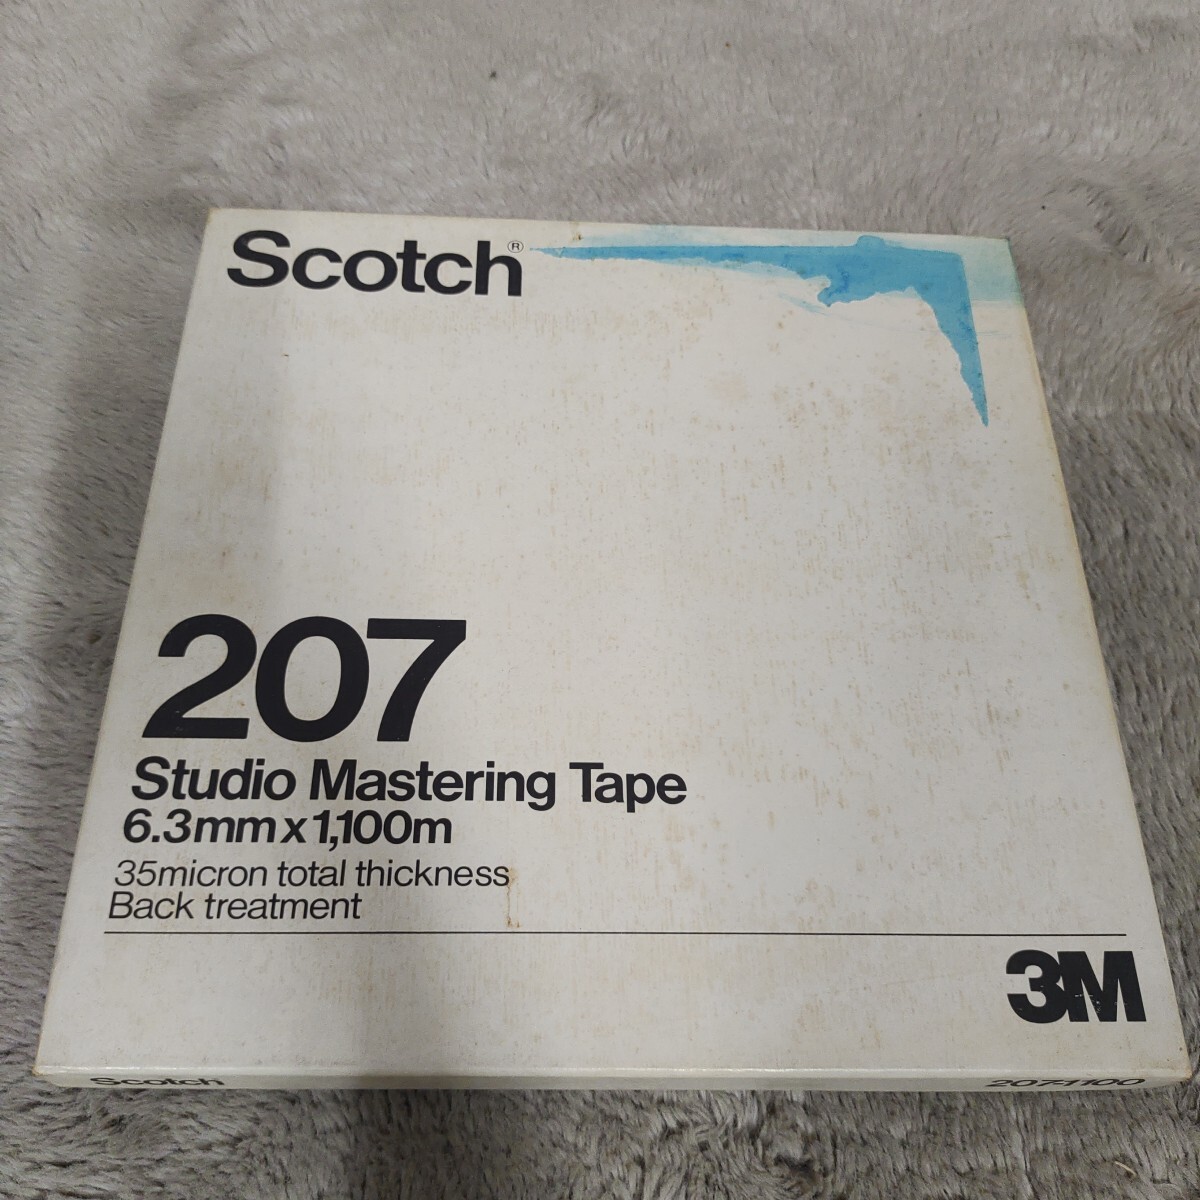 Scotch®
207
Studio Mastering Tape
6.3mm x 1,100m
35micron total thickness
Back treatment
3M
Scotch 207-1100